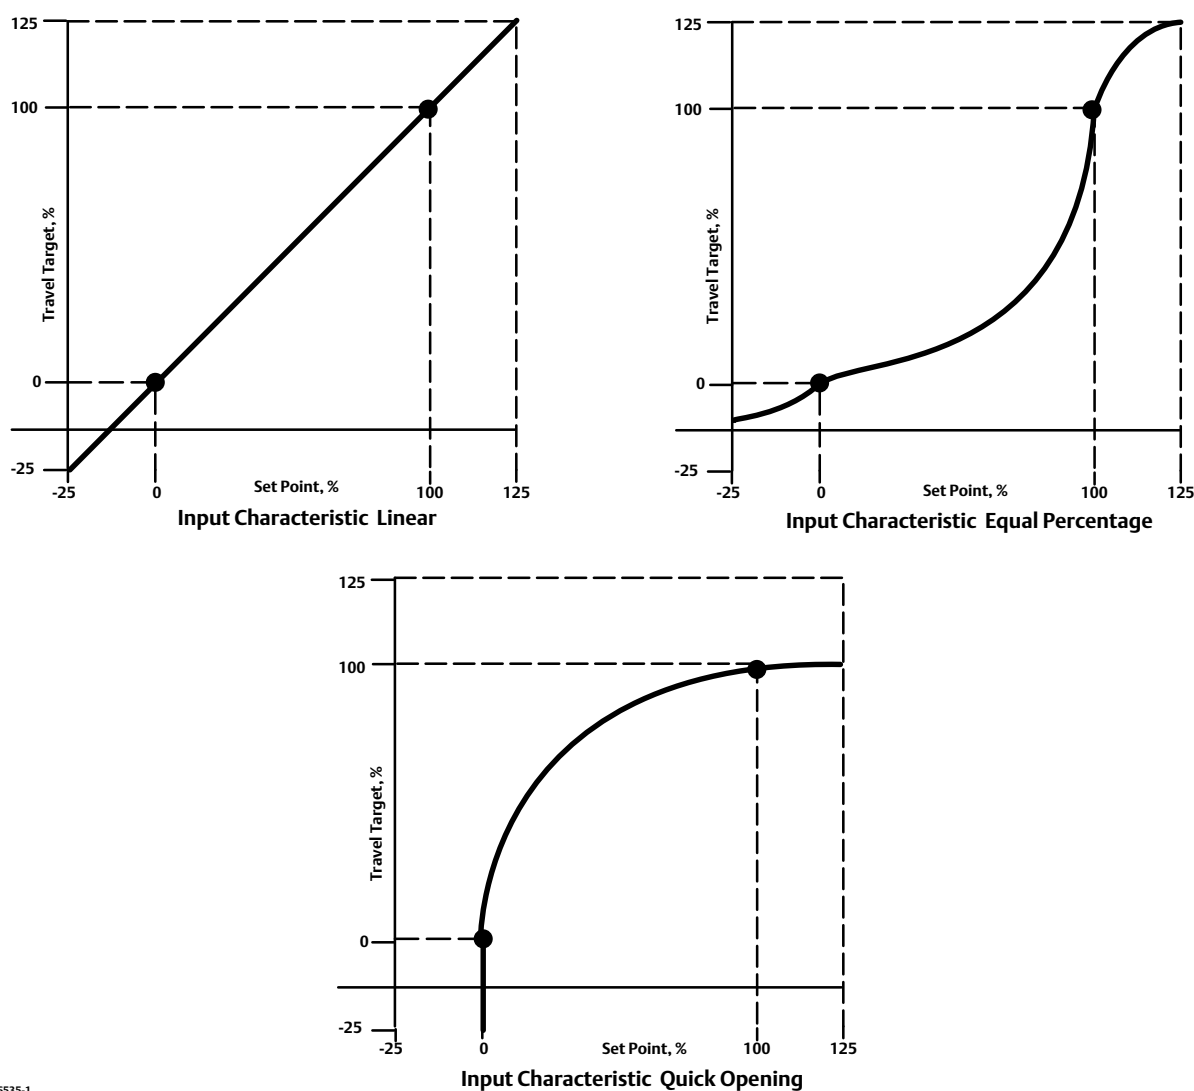 125
100
Travel Target, %
0
-25
-25
0
Set Point, %
100
125
Input Characteristic Linear
125
100
Travel Target, %
0
-25
-25
0
Set Point, %
100
125
Input Characteristic Equal Percentage
125
100
Travel Target, %
0
-25
-25
0
Set Point, %
100
125
Input Characteristic Quick Opening